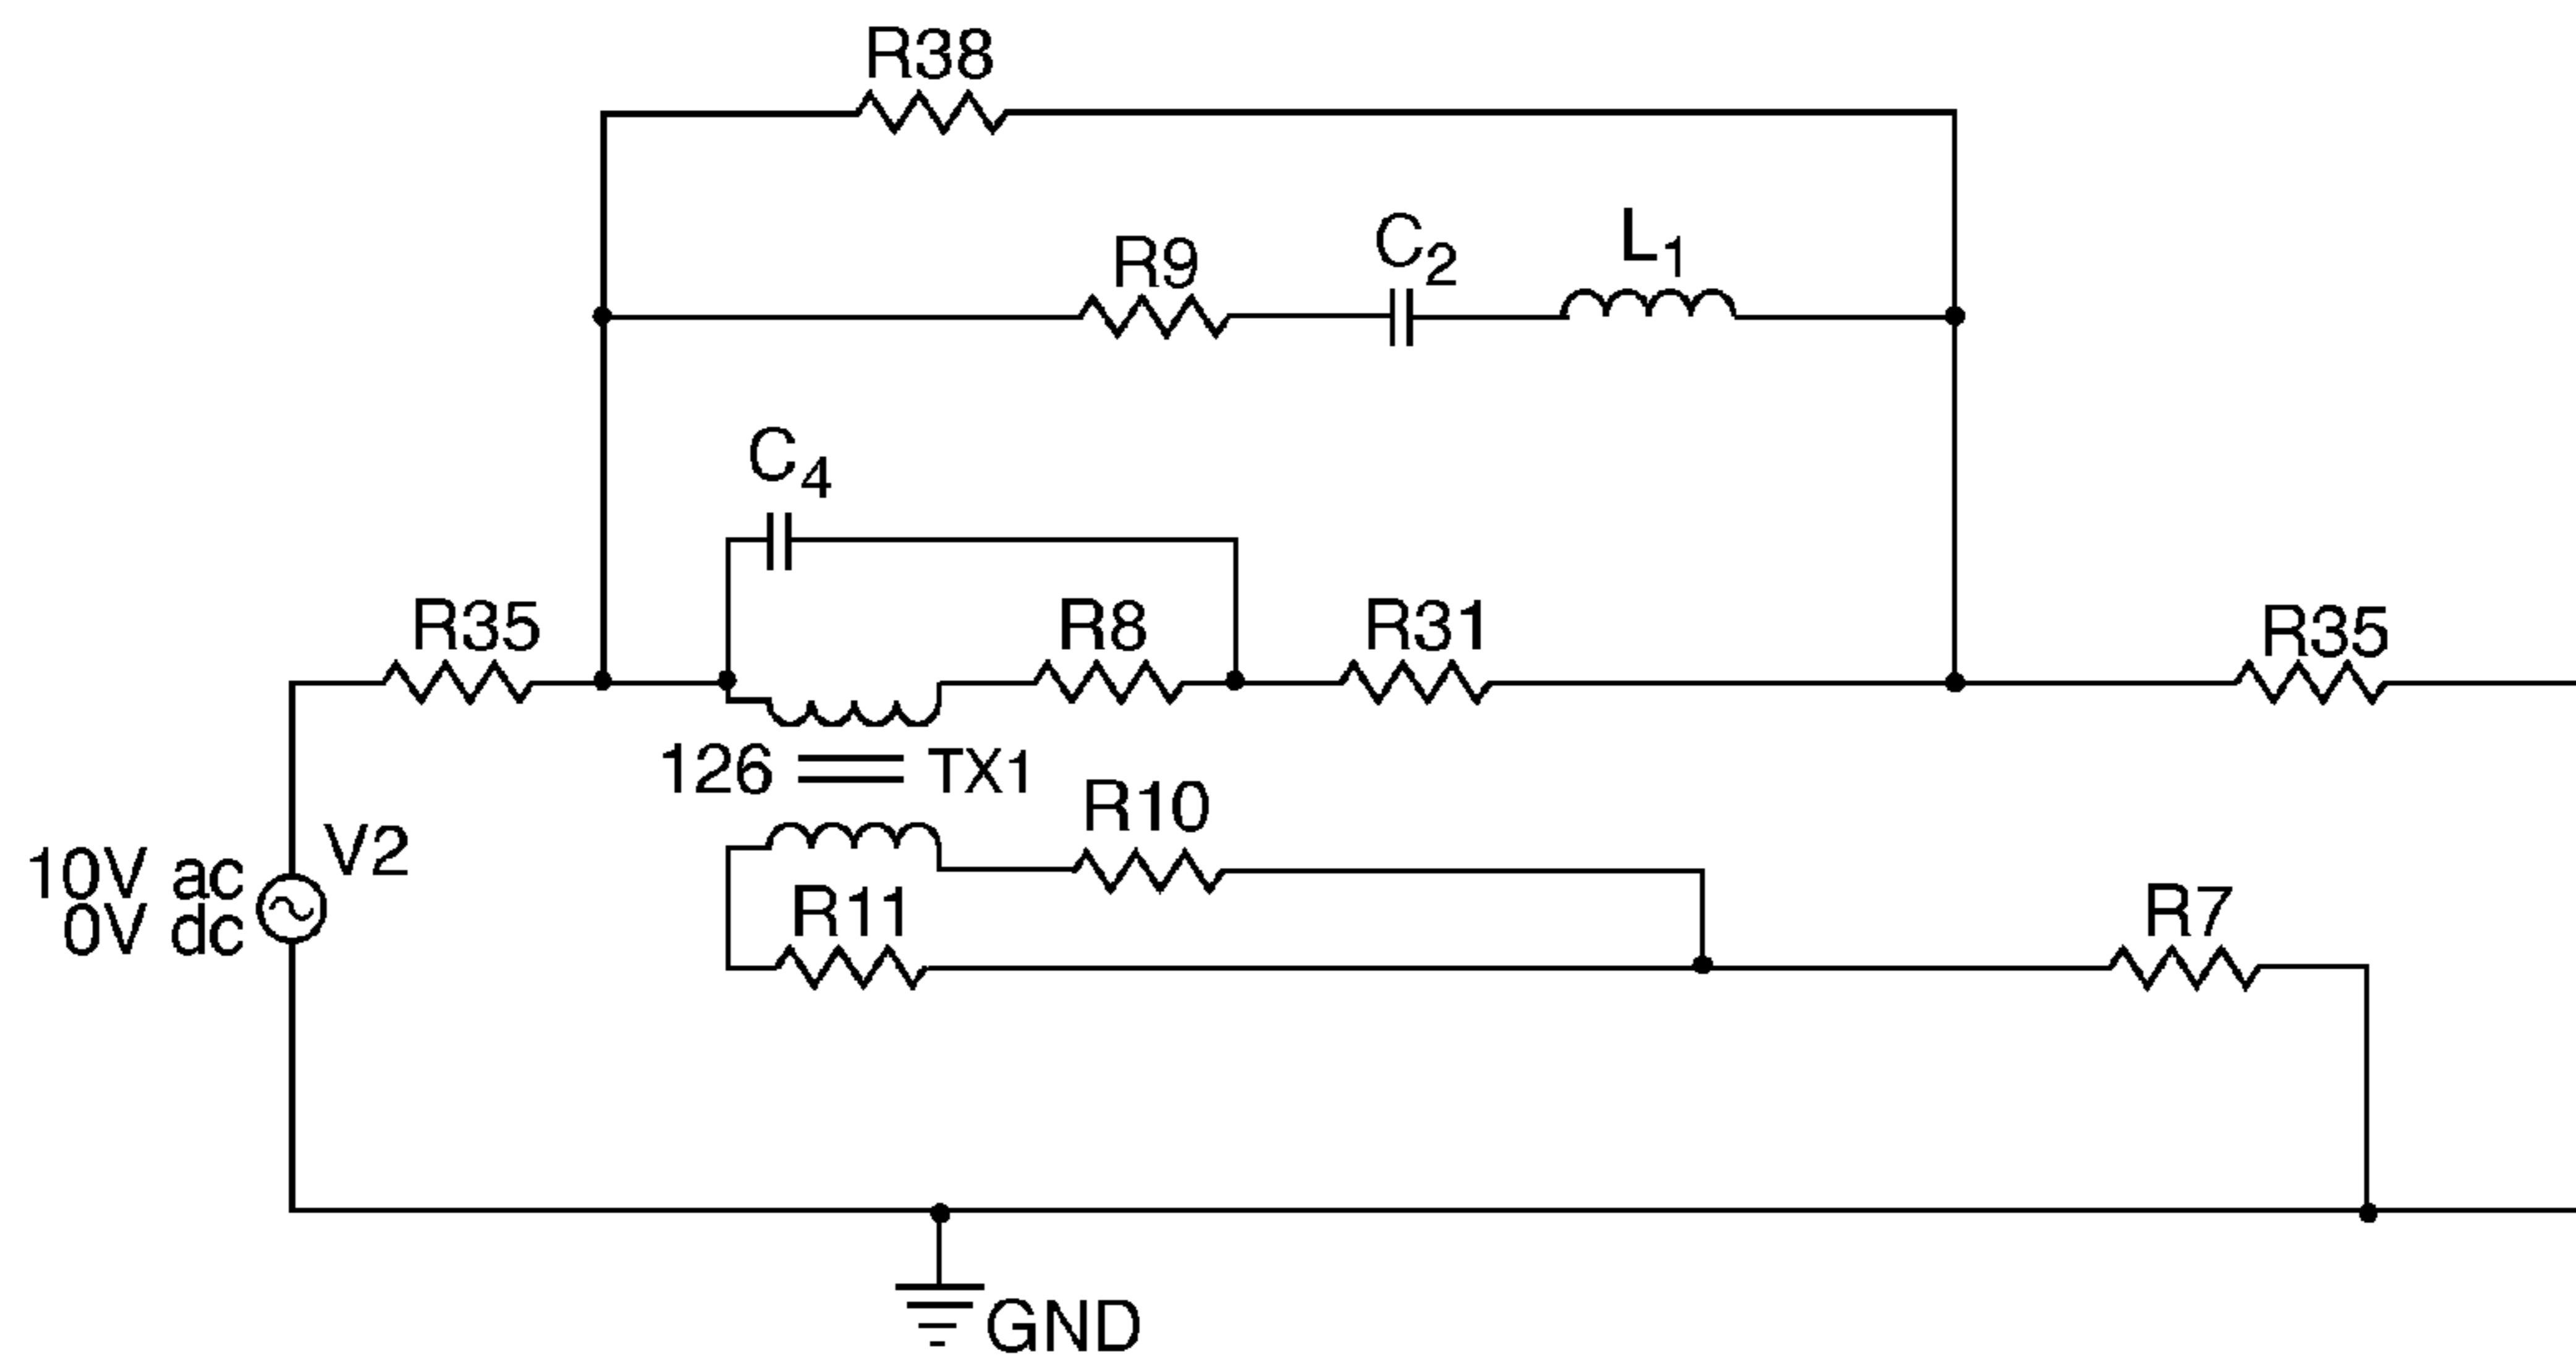 R38
R9
C2
L1
C4
R35
R8
R31
R35
126
TX1
R10
V2
10V ac
0V dc
R11
R7
GND